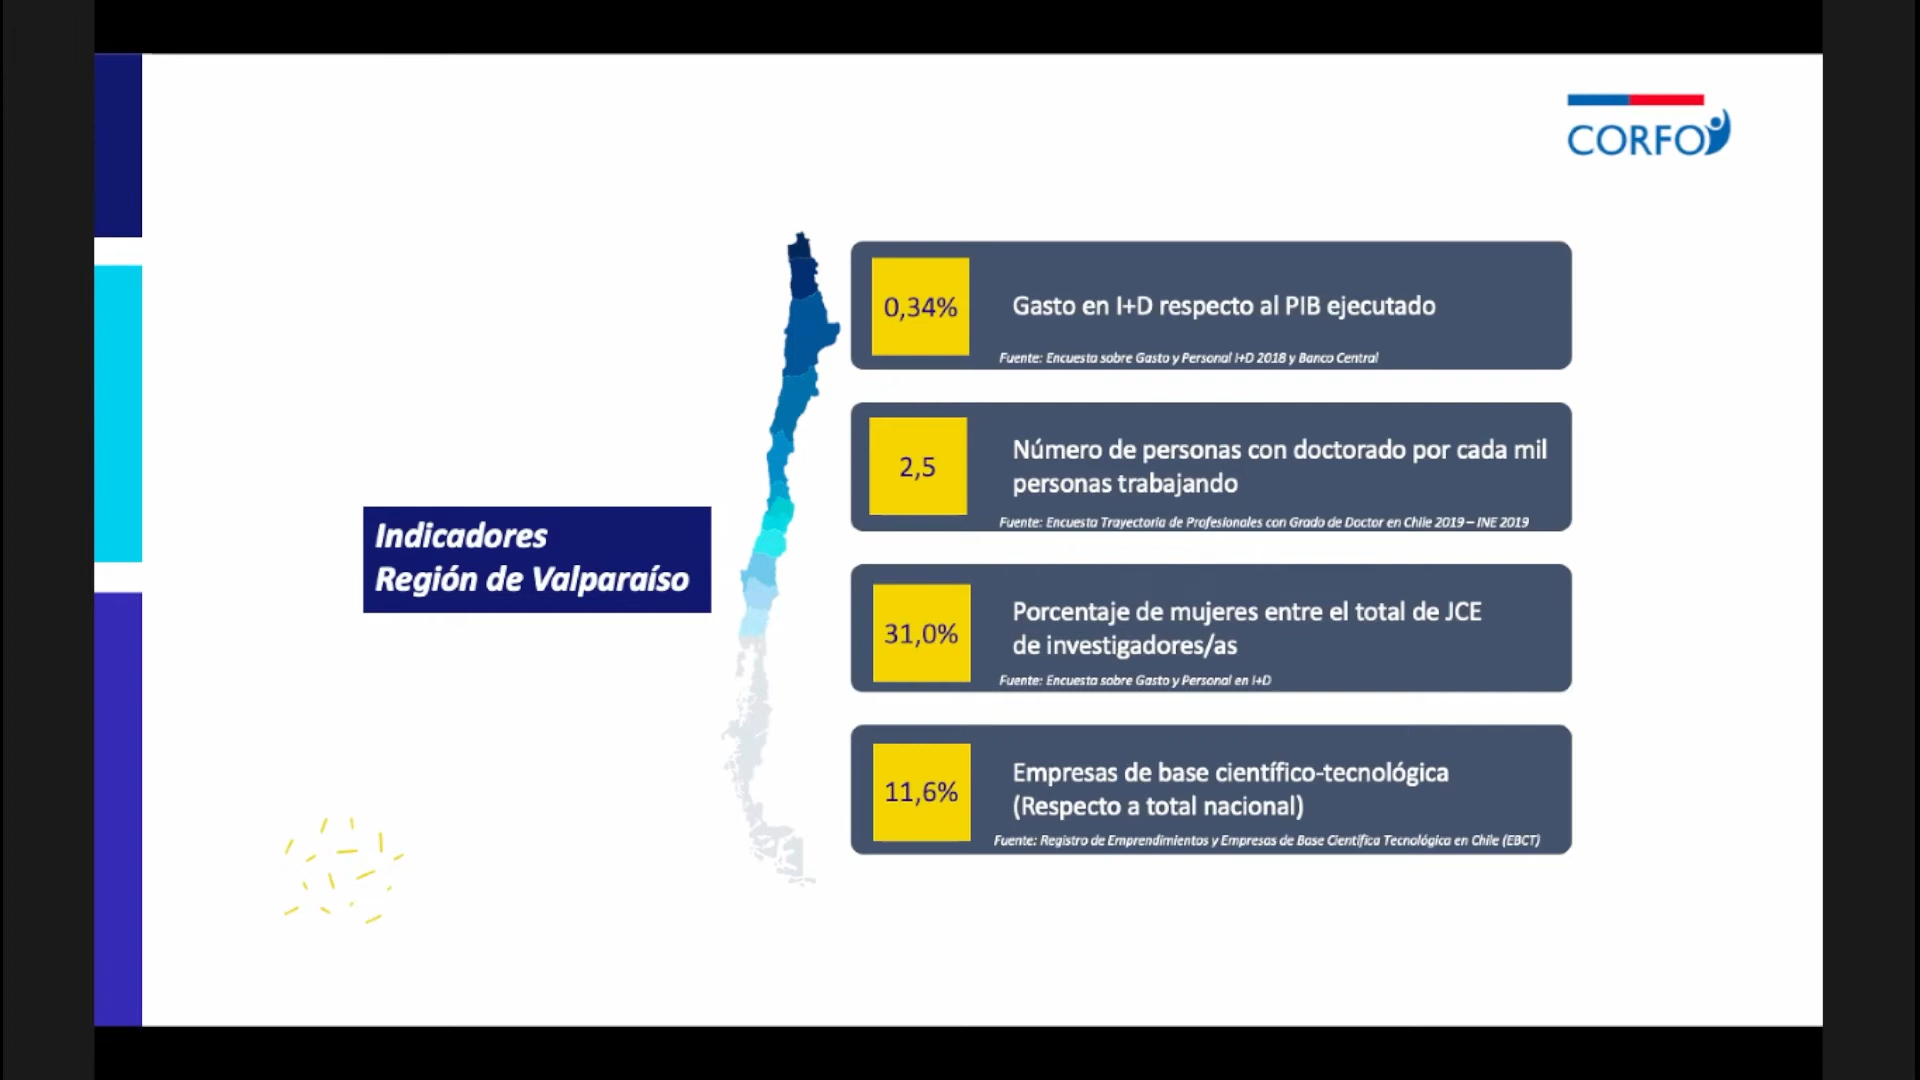 CORFO
Indicadores
Región de Valparaíso
0,34%
Gasto en I+D respecto al PIB ejecutado
Fuente: Encuesta sobre Gasto y Personal I+D 2018 y Banco Central
2,5
Número de personas con doctorado por cada mil
personas trabajando
Fuente: Encuesta Trayectoria de Profesionales con Grado de Doctor en Chile 2019 – INE 2019
31,0%
Porcentaje de mujeres entre el total de JCE
de investigadores/as
Fuente: Encuesta sobre Gasto y Personal en I+D
11,6%
Empresas de base científico-tecnológica
(Respecto a total nacional)
Fuente: Registro de Emprendimientos y Empresas de Base Científica Tecnológica en Chile (EBCT)